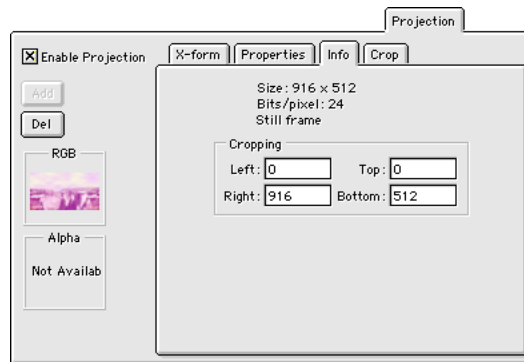 Projection
Enable Projection
X-form Properties Info Crop
Add
Del
Size: 916 x 512
Bits/pixel: 24
Still frame
Cropping
Left: 0 Top: 0
Right: 916 Bottom: 512
RGB
Alpha
Not Availab